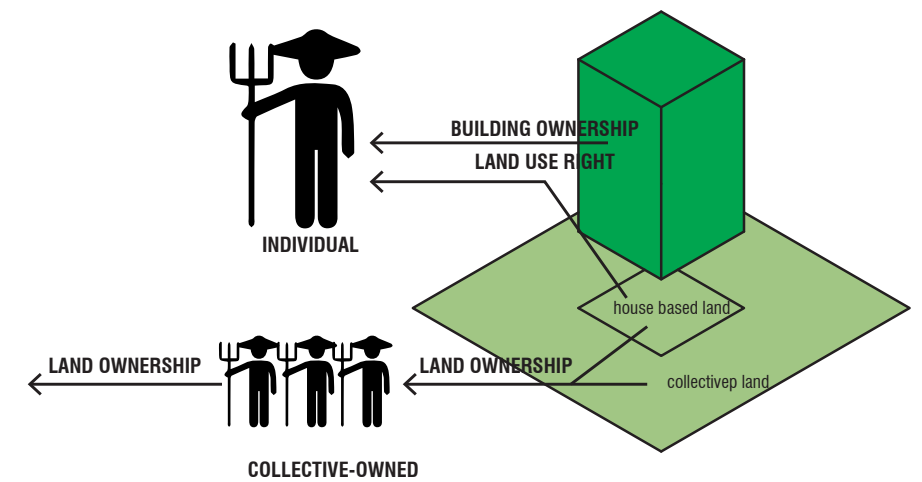 BUILDING OWNERSHIP
LAND USE RIGHT
INDIVIDUAL
house based land
LAND OWNERSHIP
LAND OWNERSHIP
collectivep land
COLLECTIVE-OWNED